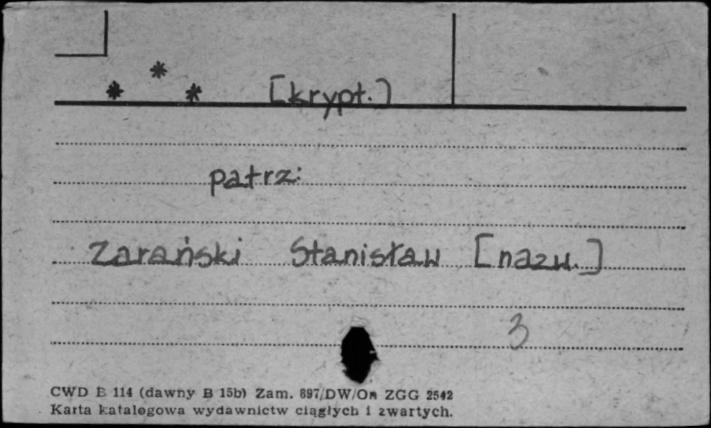 * * * [krypt.]
patrz:
Zarański Stanisław [nazw.]
3
CWD B 114 (dawny B 15b) Zam. 697/DW/On ZGG 2542
Karta katalogowa wydawnictw ciągłych i zwartych.